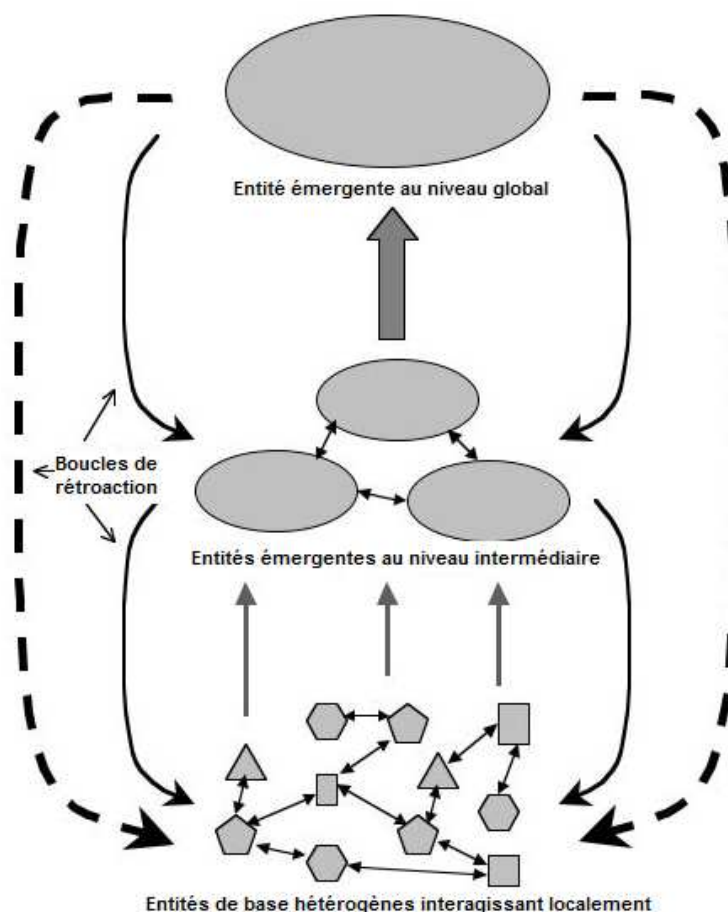 Entité émergente au niveau global
Boucles de
rétroaction
Entités émergentes au niveau intermédiaire
Entités de base hétérogènes interagissant localement